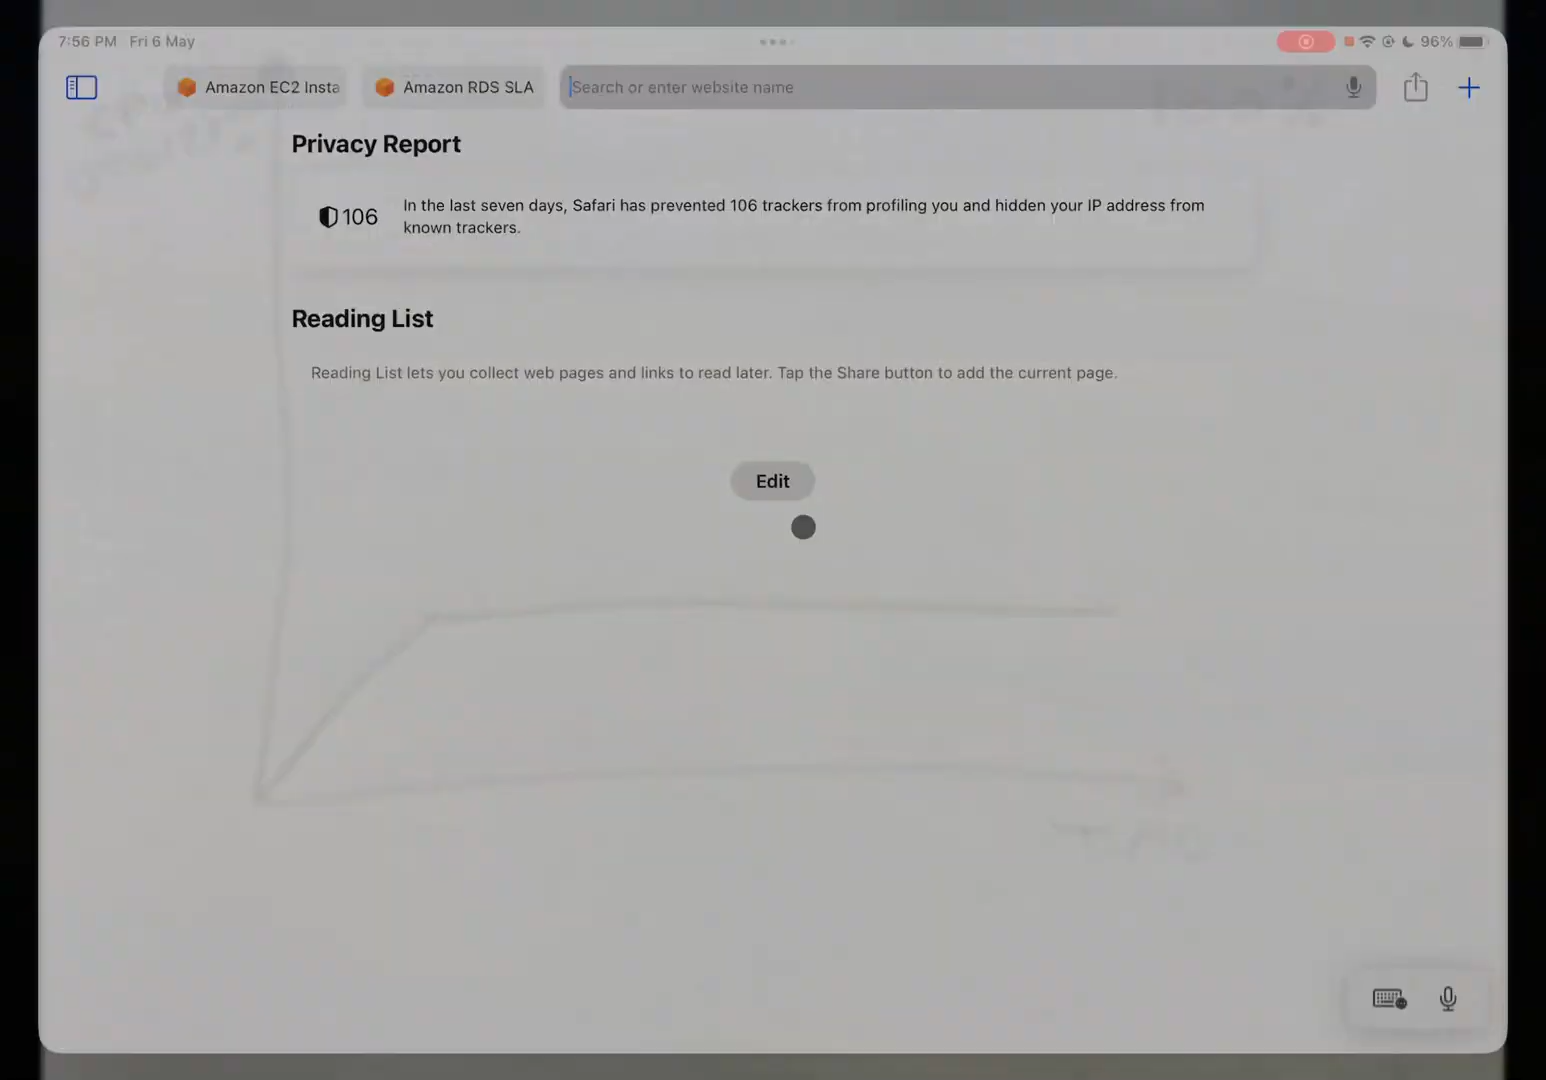 7:56 PM Fri 6 May
96%
Amazon EC2 Insta
Amazon RDS SLA
Search or enter website name
Privacy Report
106
In the last seven days, Safari has prevented 106 trackers from profiling you and hidden your IP address from
known trackers.
Reading List
Reading List lets you collect web pages and links to read later. Tap the Share button to add the current page.
Edit